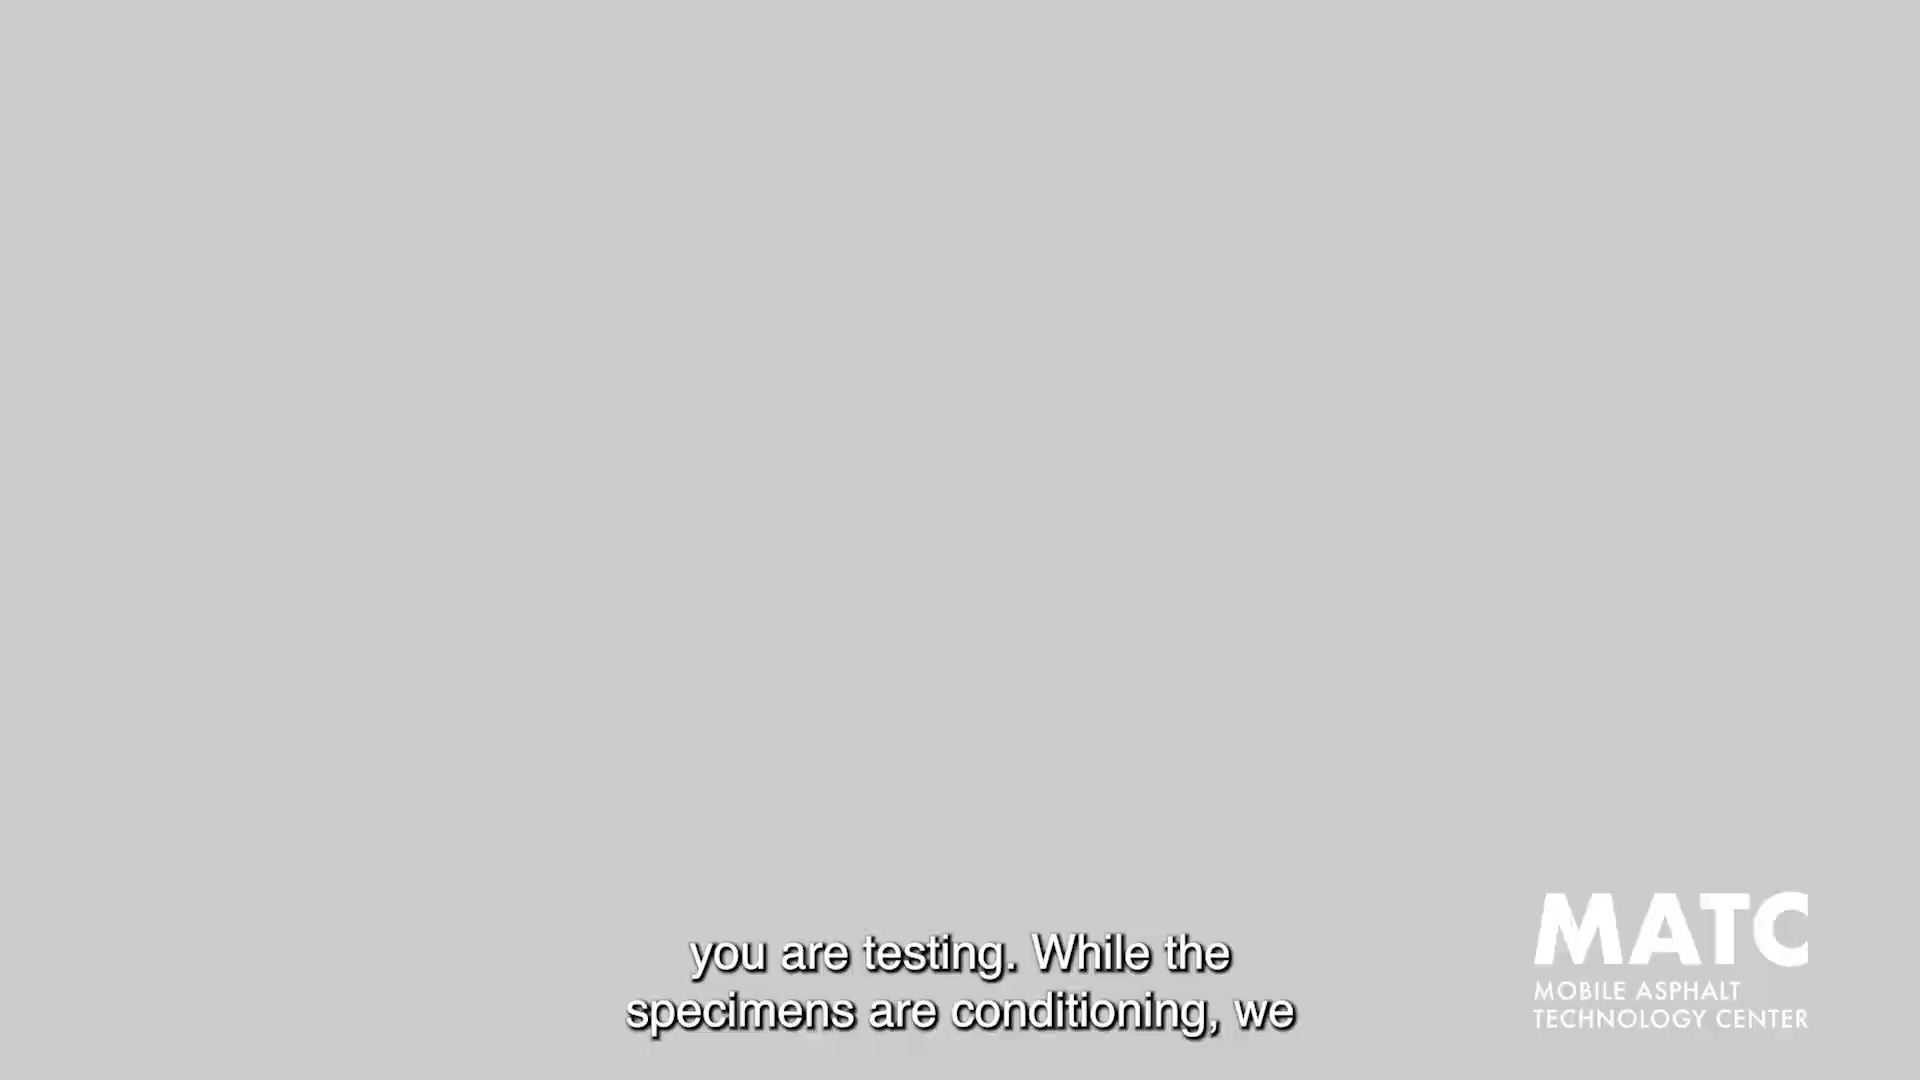 you are testing. While the
specimens are conditioning, we
MATC
MOBILE ASPHALT
TECHNOLOGY CENTER